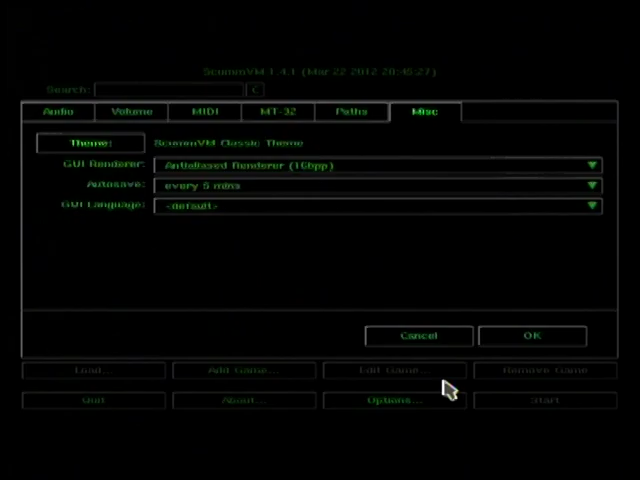 ScummVM 1.4.1 (Mar 22 2012 20:45:27)
Search: C
Audio Volume MIDI MT-32 Paths Misc
Theme: ScummVM Classic Theme
GUI Renderer: Antialiased Renderer (16bpp)
Autosave: every 5 mins
GUI Language: <default>
Cancel OK
Load... Add Game... Edit Game... Remove Game
Quit About... Options... Start